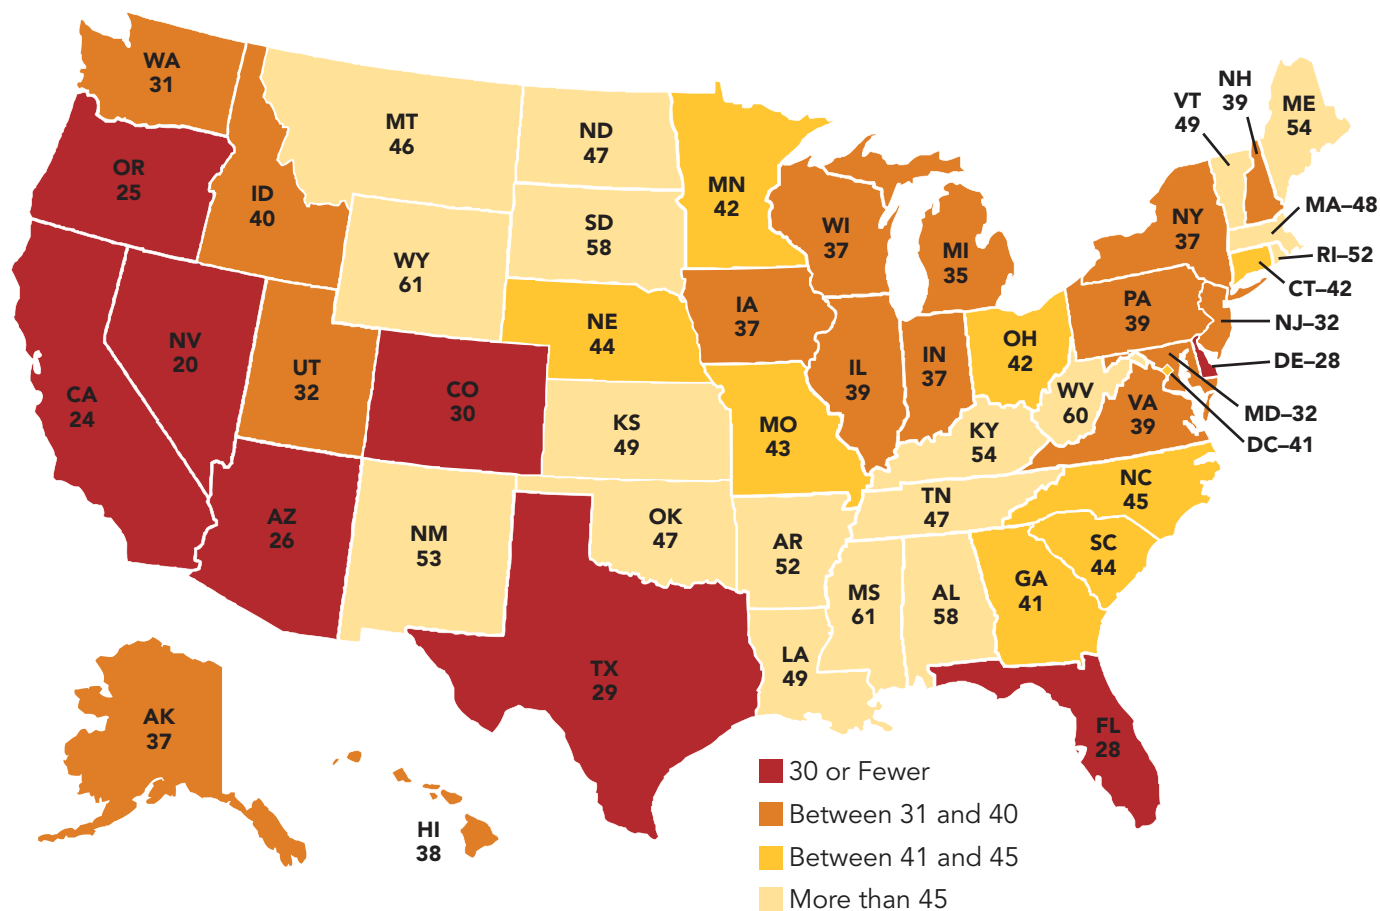 WA
31
OR
25
ID
40
MT
46
ND
47
MN
42
SD
58
WY
61
WI
37
MI
35
NY
37
VT
49
NH
39
ME
54
MA–48
RI–52
CT–42
NJ–32
DE–28
MD–32
DC–41
PA
39
OH
42
IN
37
IL
39
IA
37
NE
44
NV
20
UT
32
CO
30
CA
24
KS
49
MO
43
WV
60
VA
39
KY
54
NC
45
TN
47
SC
44
GA
41
AL
58
MS
61
AR
52
OK
47
NM
53
AZ
26
TX
29
LA
49
FL
28
AK
37
HI
38
30 or Fewer
Between 31 and 40
Between 41 and 45
More than 45